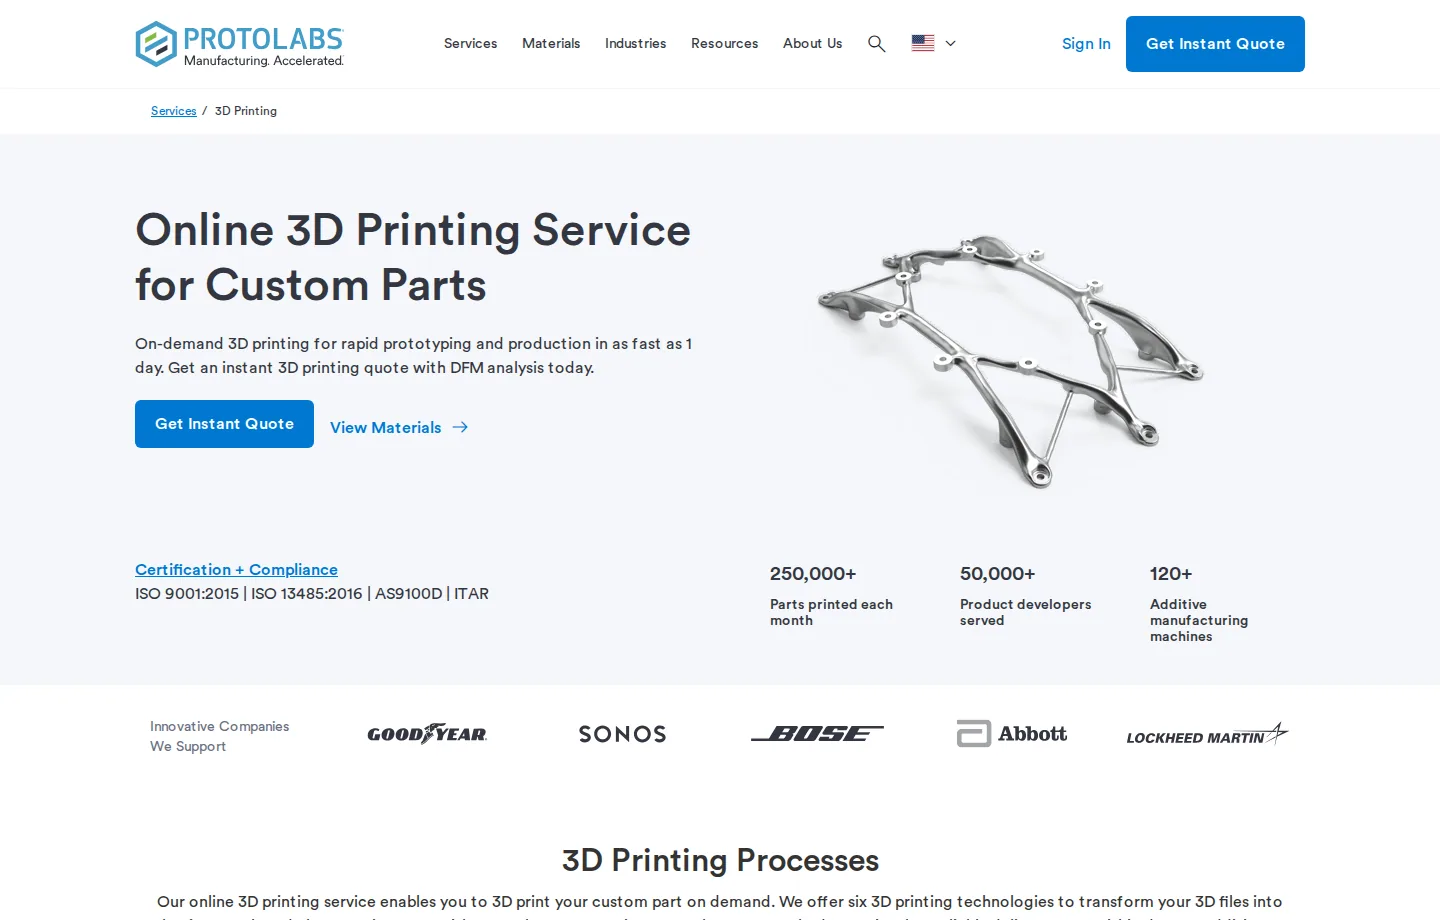 PROTOLABS
Manufacturing. Accelerated.
Services
Materials
Industries
Resources
About Us
Sign In
Get Instant Quote
Services / 3D Printing
Online 3D Printing Service
for Custom Parts
On-demand 3D printing for rapid prototyping and production in as fast as 1
day. Get an instant 3D printing quote with DFM analysis today.
Get Instant Quote
View Materials
Certification + Compliance
ISO 9001:2015 | ISO 13485:2016 | AS9100D | ITAR
250,000+
Parts printed each
month
50,000+
Product developers
served
120+
Additive
manufacturing
machines
Innovative Companies
We Support
GOODYEAR
SONOS
BOSE
Abbott
LOCKHEED MARTIN
3D Printing Processes
Our online 3D printing service enables you to 3D print your custom part on demand. We offer six 3D printing technologies to transform your 3D files into